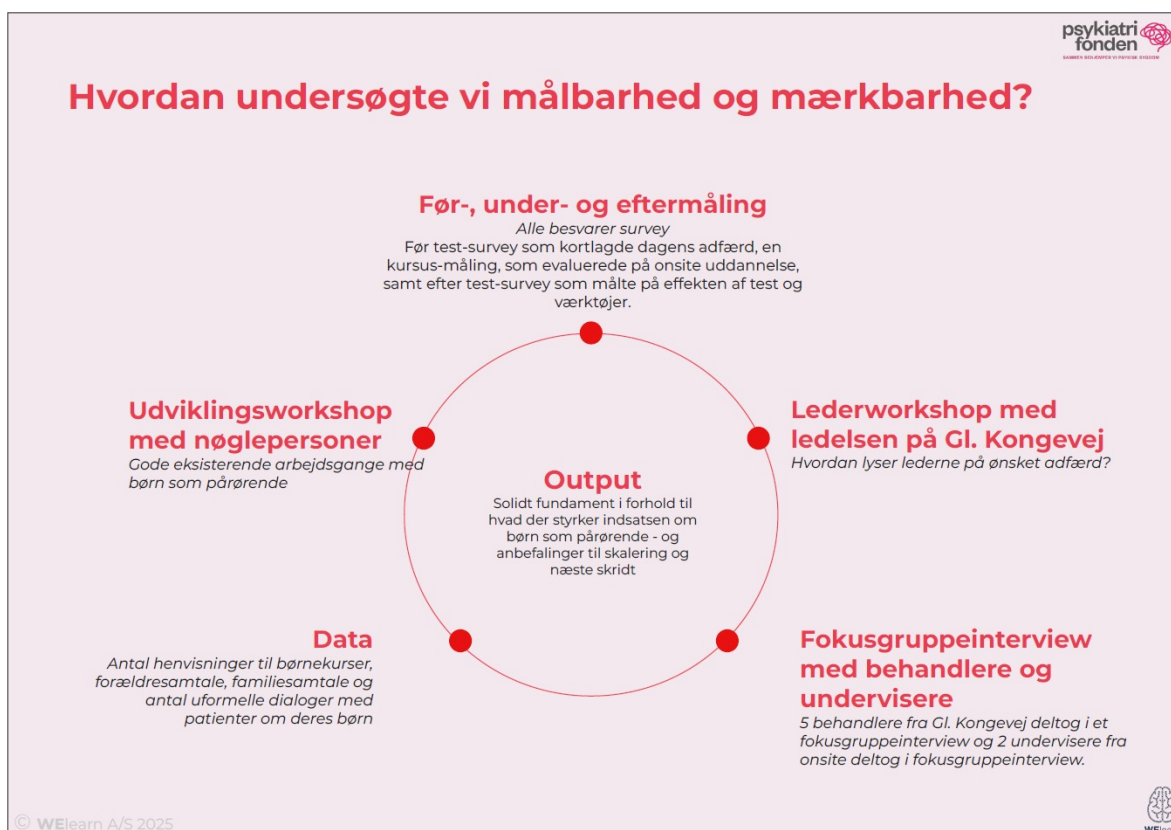 psykiatri
fonden
SAMMEN BEKÆMPER VI PSYKISK SYGDOM
Hvordan undersøgte vi målbarhed og mærkbarhed?
Før-, under- og eftermåling
Alle besvarer survey
Før test-survey som kortlagde dagens adfærd, en
kursus-måling, som evaluerede på onsite uddannelse,
samt efter test-survey som målte på effekten af test og
værktøjer.
Udviklingsworkshop
med nøglepersoner
Gode eksisterende arbejdsgange med
børn som pårørende
Lederworkshop med
ledelsen på Gl. Kongevej
Hvordan lyser lederne på ønsket adfærd?
Output
Solidt fundament i forhold til
hvad der styrker indsatsen om
børn som pårørende - og
anbefalinger til skalering og
næste skridt
Data
Antal henvisninger til børnekurser,
forældresamtale, familiesamtale og
antal uformelle dialoger med
patienter om deres børn
Fokusgruppeinterview
med behandlere og
undervisere
5 behandlere fra Gl. Kongevej deltog i et
fokusgruppeinterview og 2 undervisere fra
onsite deltog i fokusgruppeinterview.
© WElearn A/S 2025
WElearn